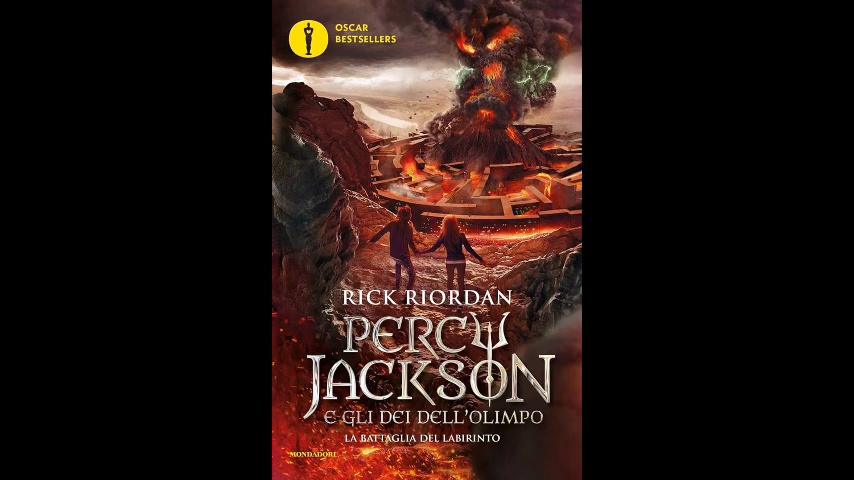 OSCAR
BESTSELLERS
RICK RIORDAN
PERCY
JACKSON
E GLI DEI DELL'OLIMPO
LA BATTAGLIA DEL LABIRINTO
MONDADORI